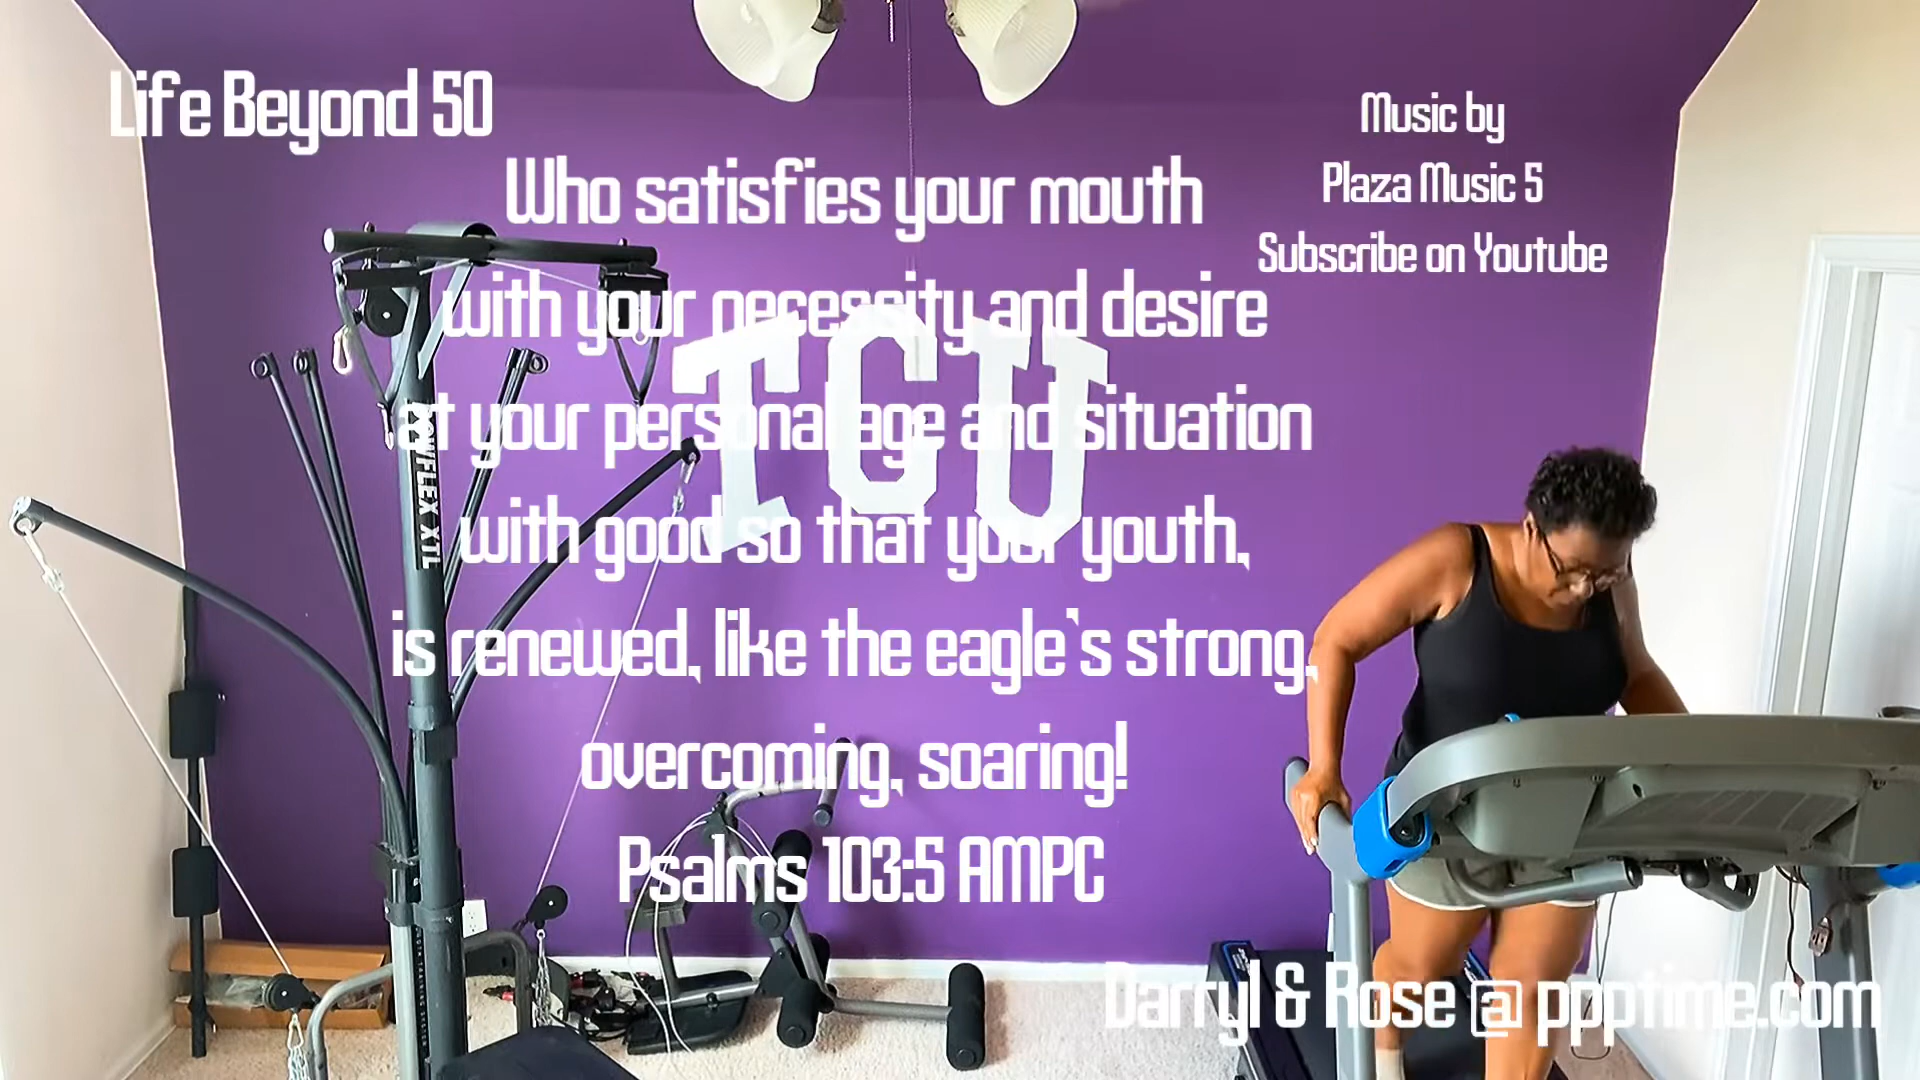 Life Beyond 50
Music by
Plaza Music 5
Subscribe on Youtube
Who satisfies your mouth
with your necessity and desire
at your personal age and situation
with good so that your youth,
is renewed, like the eagle's strong,
overcoming, soaring!
Psalms 103:5 AMPC
TCU
BOWFLEX XTL
Darryl & Rose @ ppptime.com